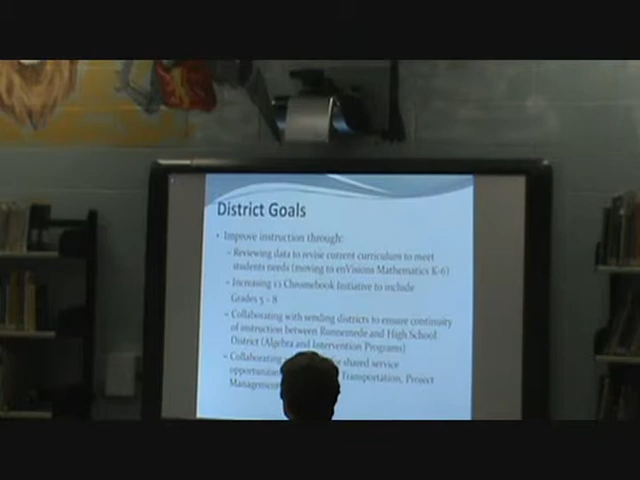 District Goals
• Improve instruction through:
– Reviewing data to revise current curriculum to meet
students needs (moving to enVisions Mathematics K-6)
– Increasing 1:1 Chromebook Initiative to include
Grades 5 – 8
– Collaborating with sending districts to ensure continuity
of instruction between Runnemede and High School
District (Algebra and Intervention Programs)
– Collaborating shared service
opportunities Transportation, Project
Management